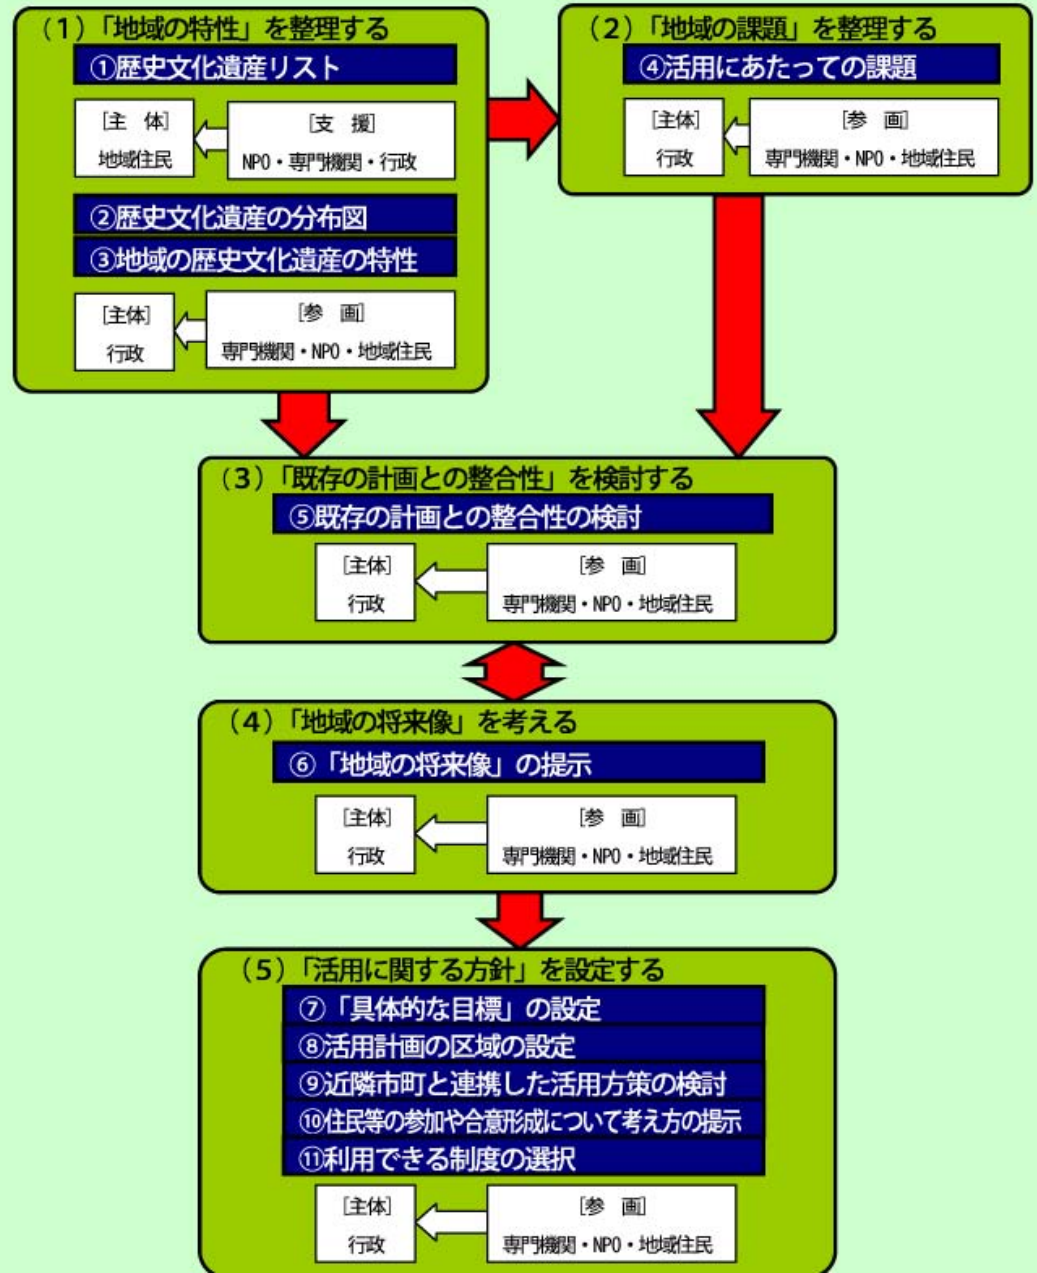 （１）「地域の特性」を整理する
①歴史文化遺産リスト
［主　体］
地域住民
［支　援］
NPO・専門機関・行政
②歴史文化遺産の分布図
③地域の歴史文化遺産の特性
［主体］
行政
［参　画］
専門機関・NPO・地域住民
（２）「地域の課題」を整理する
④活用にあたっての課題
［主体］
行政
［参　画］
専門機関・NPO・地域住民
（３）「既存の計画との整合性」を検討する
⑤既存の計画との整合性の検討
［主体］
行政
［参　画］
専門機関・NPO・地域住民
（４）「地域の将来像」を考える
⑥「地域の将来像」の提示
［主体］
行政
［参　画］
専門機関・NPO・地域住民
（５）「活用に関する方針」を設定する
⑦「具体的な目標」の設定
⑧活用計画の区域の設定
⑨近隣市町と連携した活用方策の検討
⑩住民等の参加や合意形成について考え方の提示
⑪利用できる制度の選択
［主体］
行政
［参　画］
専門機関・NPO・地域住民